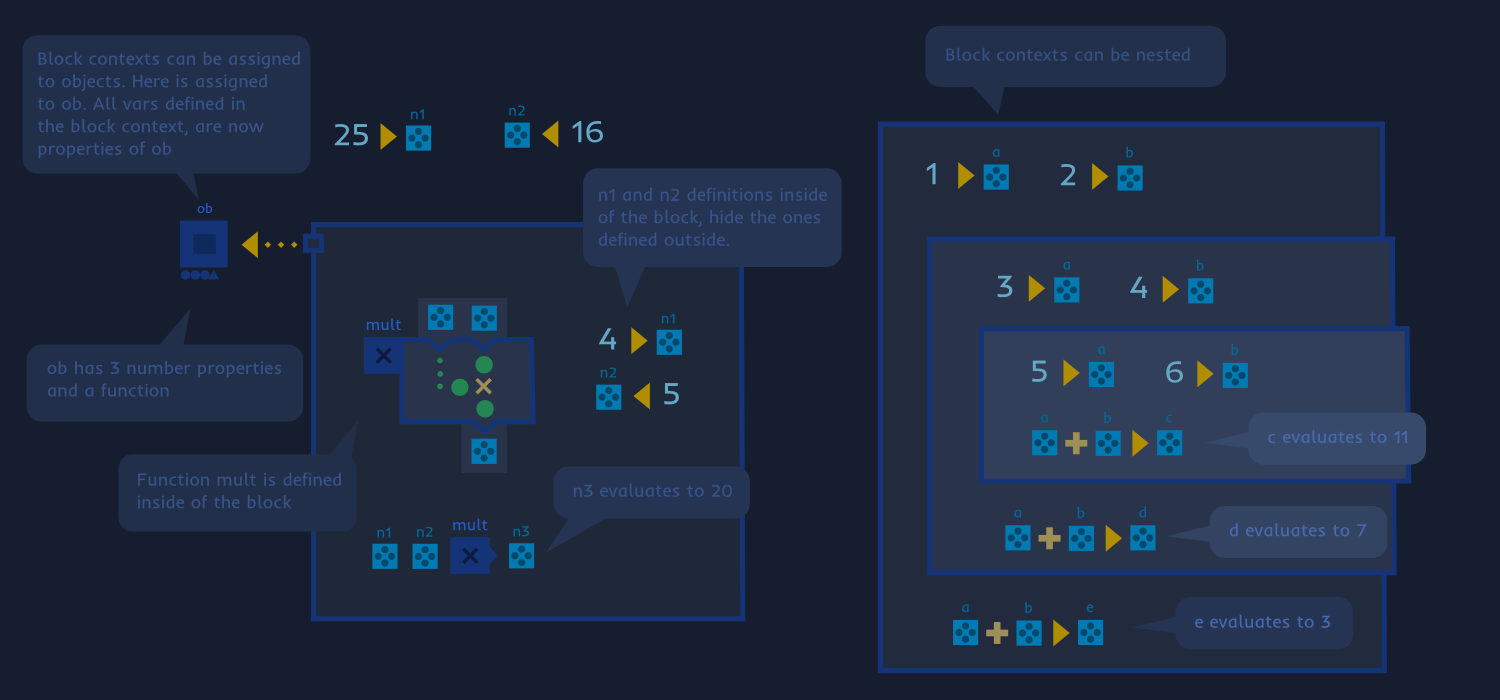 Block contexts can be assigned
to objects. Here is assigned
to ob. All vars defined in
the block context, are now
properties of ob
n1
25
n2
16
ob
n1 and n2 definitions inside
of the block, hide the ones
defined outside.
mult
4
n1
n2
5
ob has 3 number properties
and a function
Function mult is defined
inside of the block
n3 evaluates to 20
n1
n2
mult
n3
Block contexts can be nested
1
a
2
b
3
a
4
b
5
a
6
b
a
b
c
c evaluates to 11
a
b
d
d evaluates to 7
a
b
e
e evaluates to 3